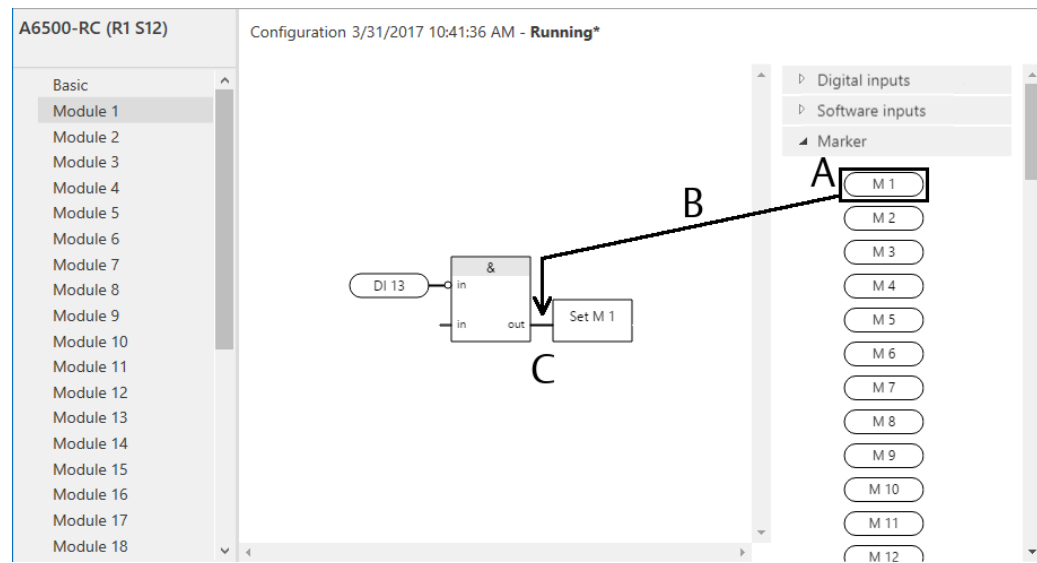 A6500-RC (R1 S12)
Configuration 3/31/2017 10:41:36 AM - Running*
Basic
Module 1
Module 2
Module 3
Module 4
Module 5
Module 6
Module 7
Module 8
Module 9
Module 10
Module 11
Module 12
Module 13
Module 14
Module 15
Module 16
Module 17
Module 18
DI 13
&
in
in
out
Set M 1
A
B
C
Digital inputs
Software inputs
Marker
M 1
M 2
M 3
M 4
M 5
M 6
M 7
M 8
M 9
M 10
M 11
M 12